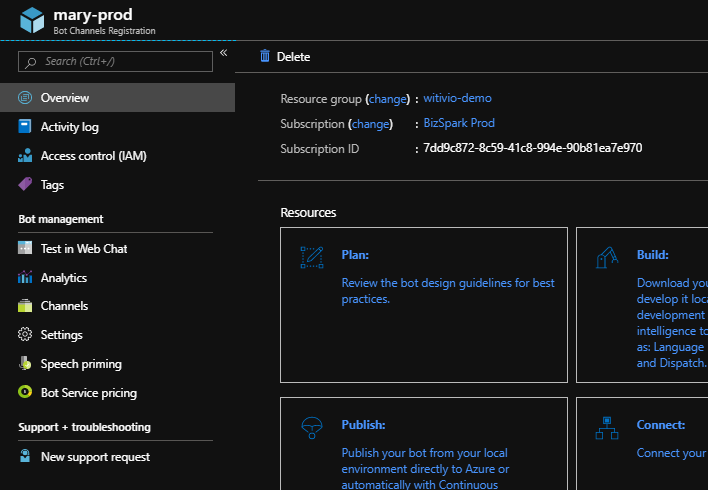 mary-prod
Bot Channels Registration
Search (Ctrl+/)
«
Delete
Overview
Activity log
Access control (IAM)
Tags
Bot management
Test in Web Chat
Analytics
Channels
Settings
Speech priming
Bot Service pricing
Support + troubleshooting
New support request
Resource group (change) : witivio-demo
Subscription (change) : BizSpark Prod
Subscription ID : 7dd9c872-8c59-41c8-994e-90b81ea7e970
Resources
Plan:
Review the bot design guidelines for best
practices.
Build:
Download you
develop it loca
development
intelligence to
as: Language
and Dispatch.
Publish:
Publish your bot from your local
environment directly to Azure or
automatically with Continuous
Connect:
Connect your